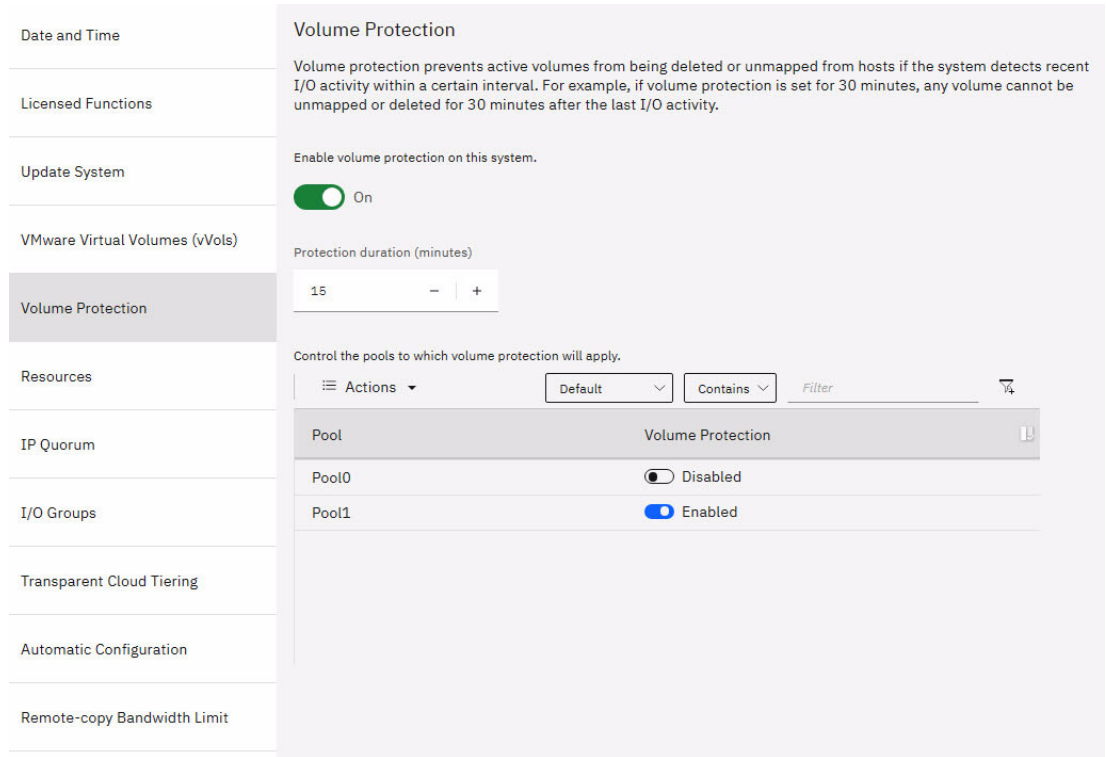 Date and Time
Licensed Functions
Update System
VMware Virtual Volumes (vVols)
Volume Protection
Resources
IP Quorum
I/O Groups
Transparent Cloud Tiering
Automatic Configuration
Remote-copy Bandwidth Limit
Volume Protection
Volume protection prevents active volumes from being deleted or unmapped from hosts if the system detects recent
I/O activity within a certain interval. For example, if volume protection is set for 30 minutes, any volume cannot be
unmapped or deleted for 30 minutes after the last I/O activity.
Enable volume protection on this system.
On
Protection duration (minutes)
15 − +
Control the pools to which volume protection will apply.
Actions Default Contains Filter
Pool Volume Protection
Pool0 Disabled
Pool1 Enabled